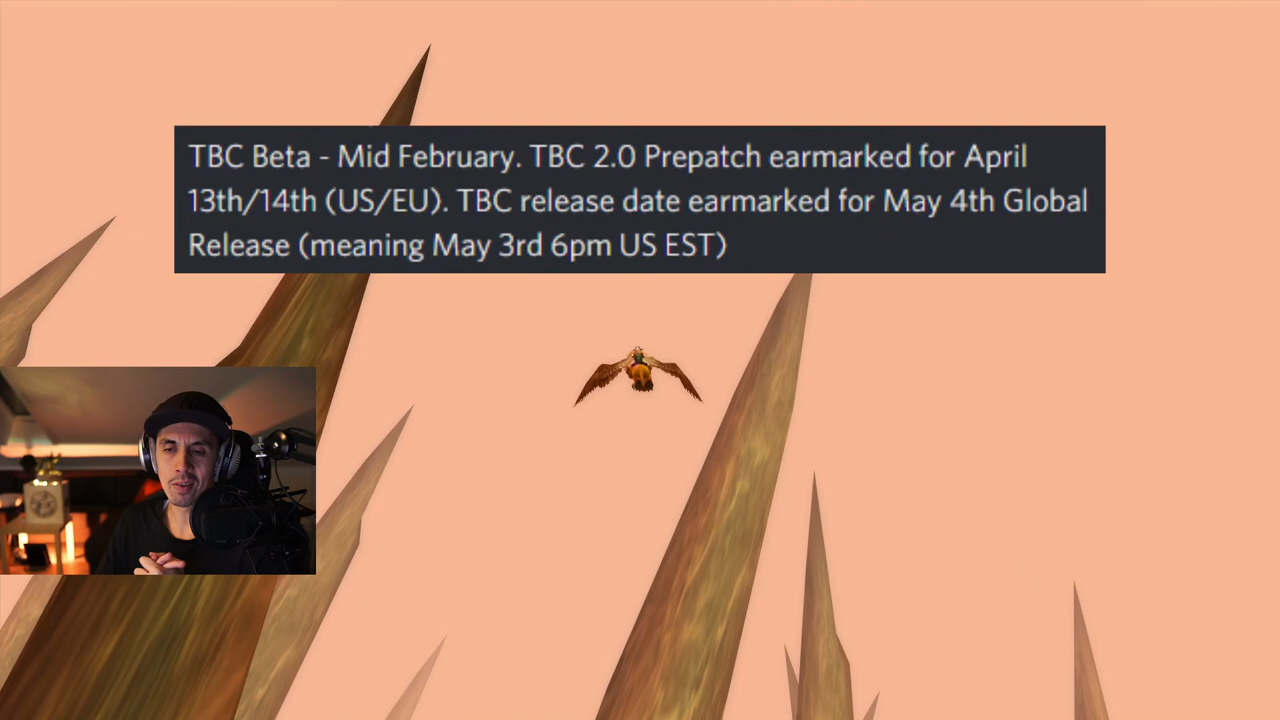 TBC Beta - Mid February. TBC 2.0 Prepatch earmarked for April
13th/14th (US/EU). TBC release date earmarked for May 4th Global
Release (meaning May 3rd 6pm US EST)